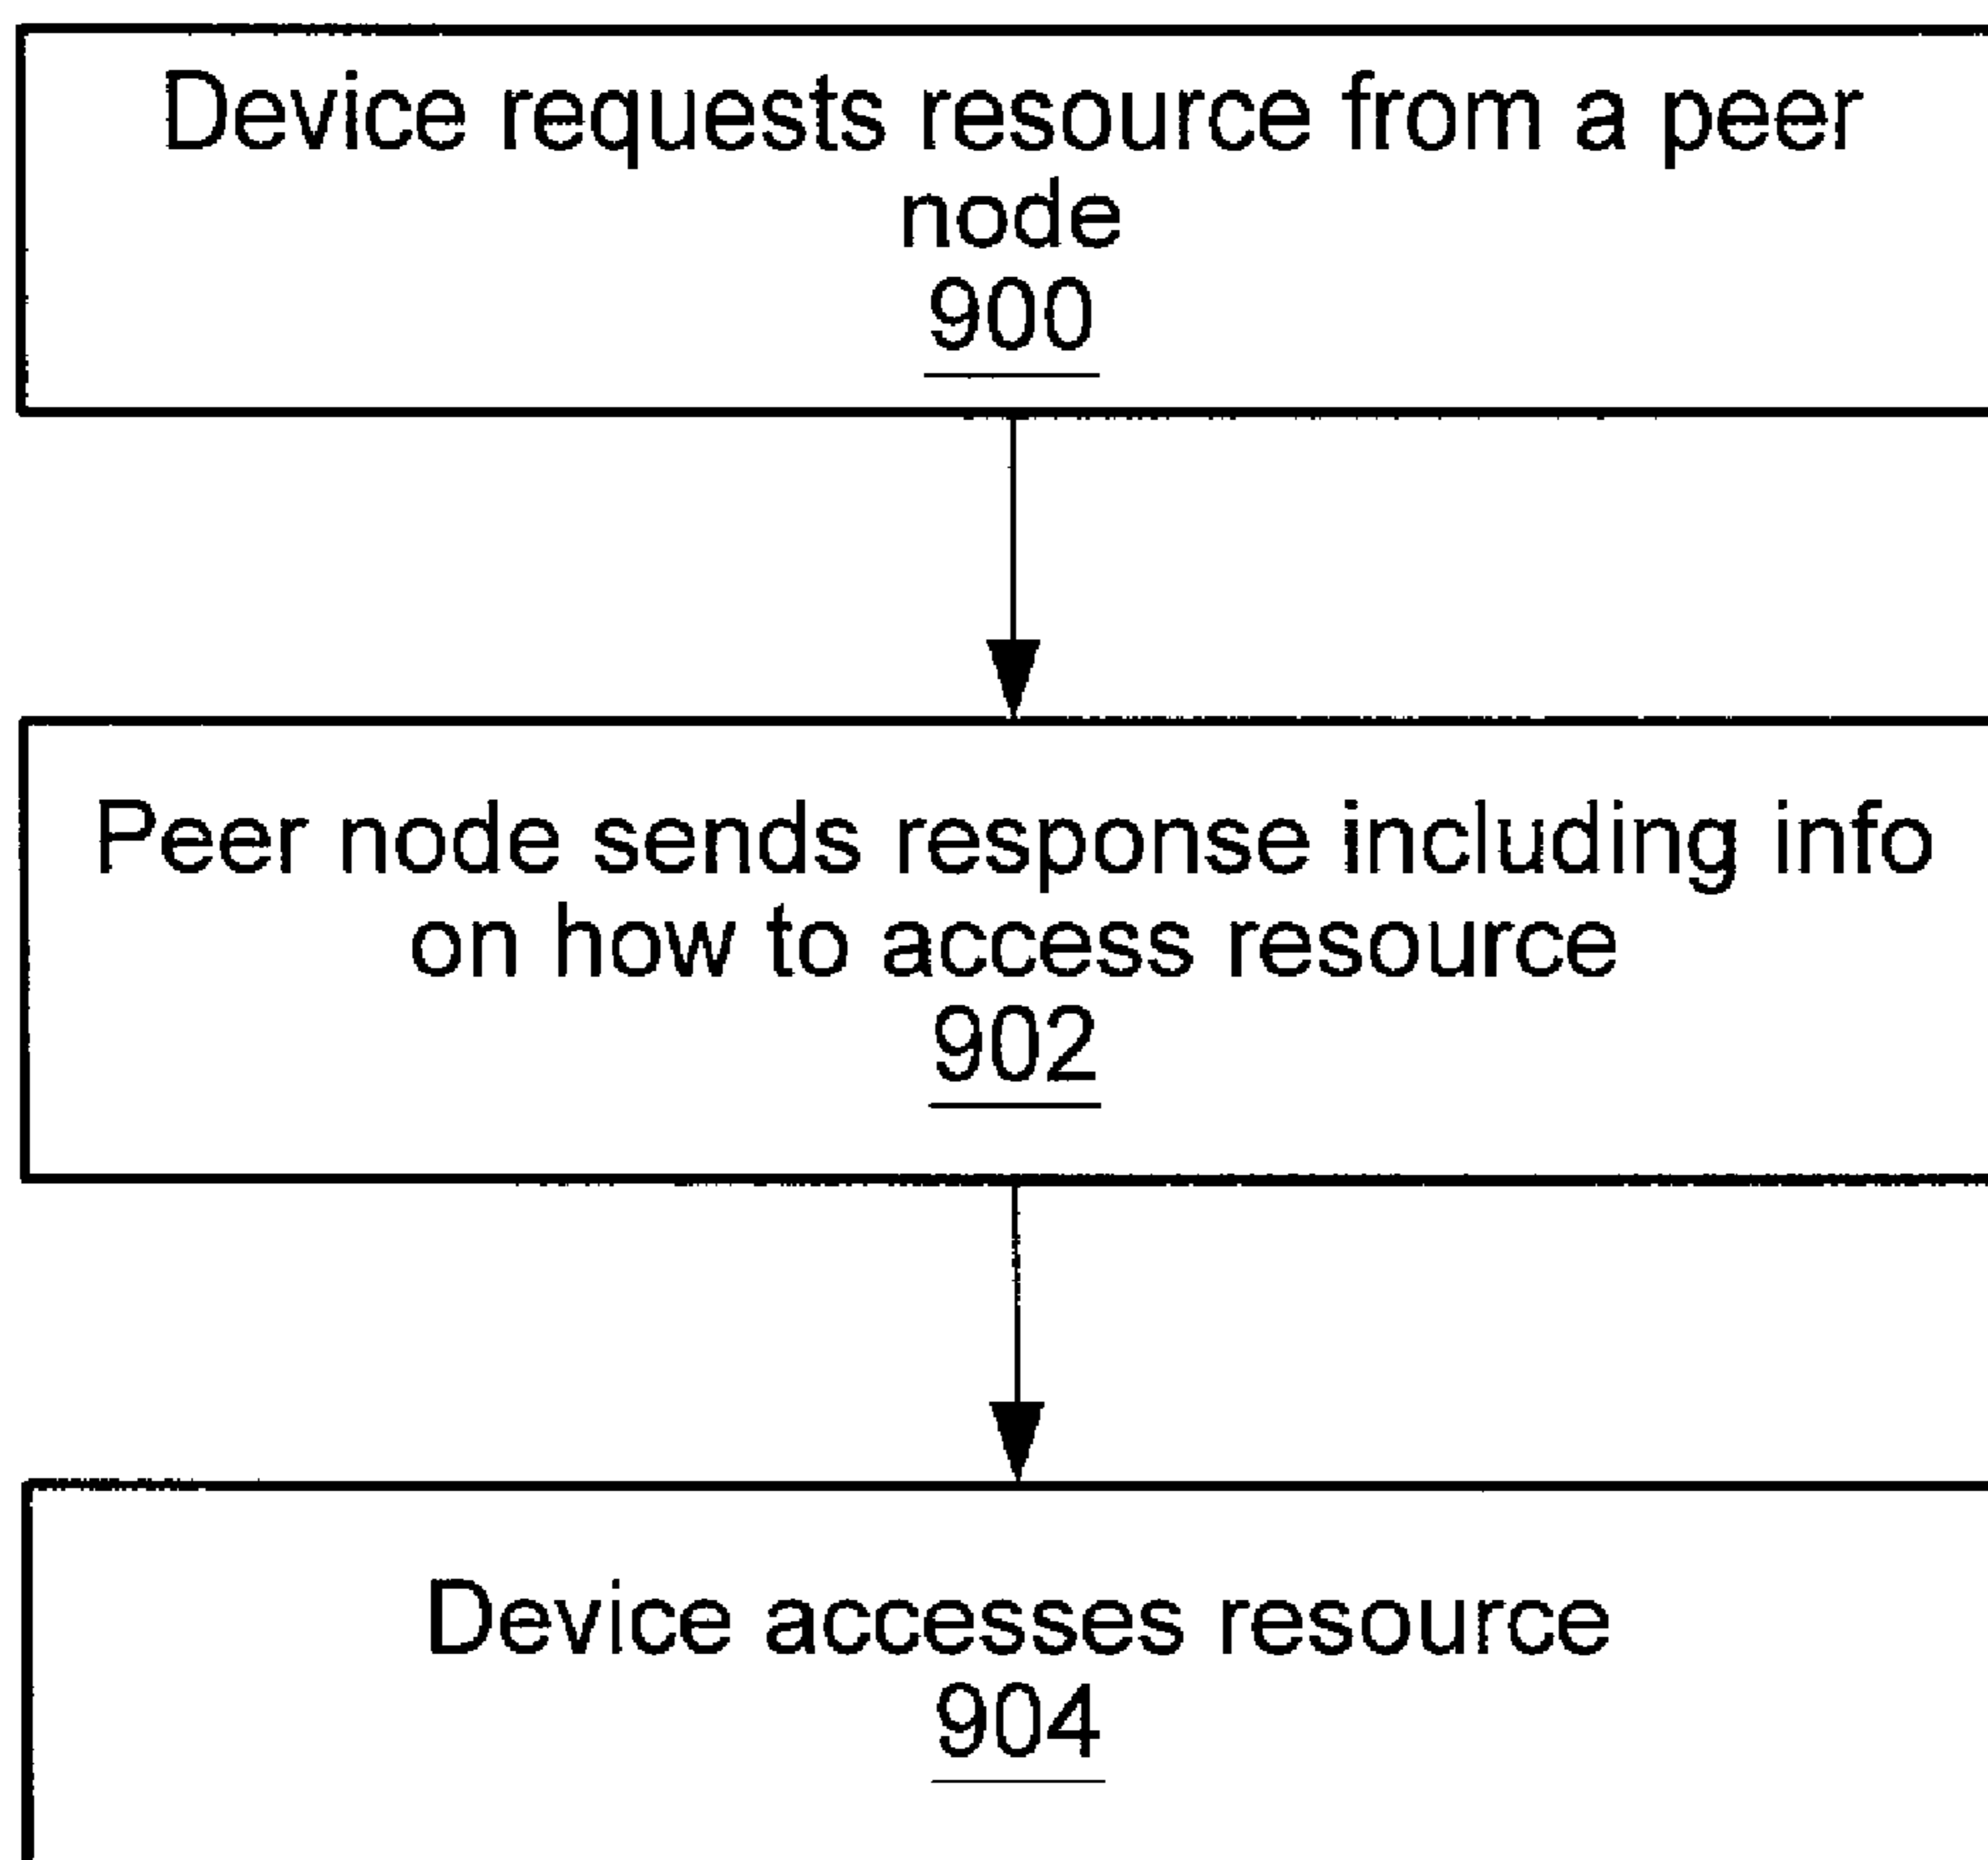 Device requests resource from a peer
node
900
Peer node sends response including info
on how to access resource
902
Device accesses resource
904